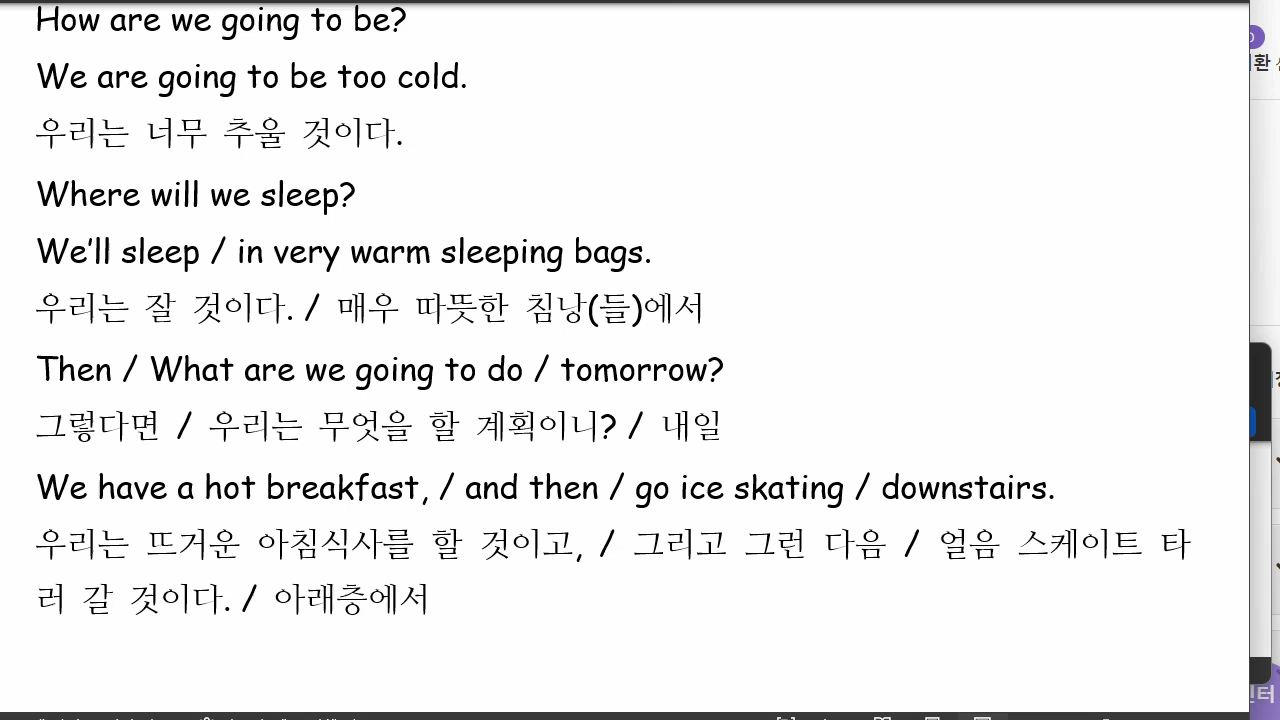 How are we going to be?
We are going to be too cold.
우리는 너무 추울 것이다.
Where will we sleep?
We'll sleep / in very warm sleeping bags.
우리는 잘 것이다. / 매우 따뜻한 침낭(들)에서
Then / What are we going to do / tomorrow?
그렇다면 / 우리는 무엇을 할 계획이니? / 내일
We have a hot breakfast, / and then / go ice skating / downstairs.
우리는 뜨거운 아침식사를 할 것이고, / 그리고 그런 다음 / 얼음 스케이트 타
러 갈 것이다. / 아래층에서